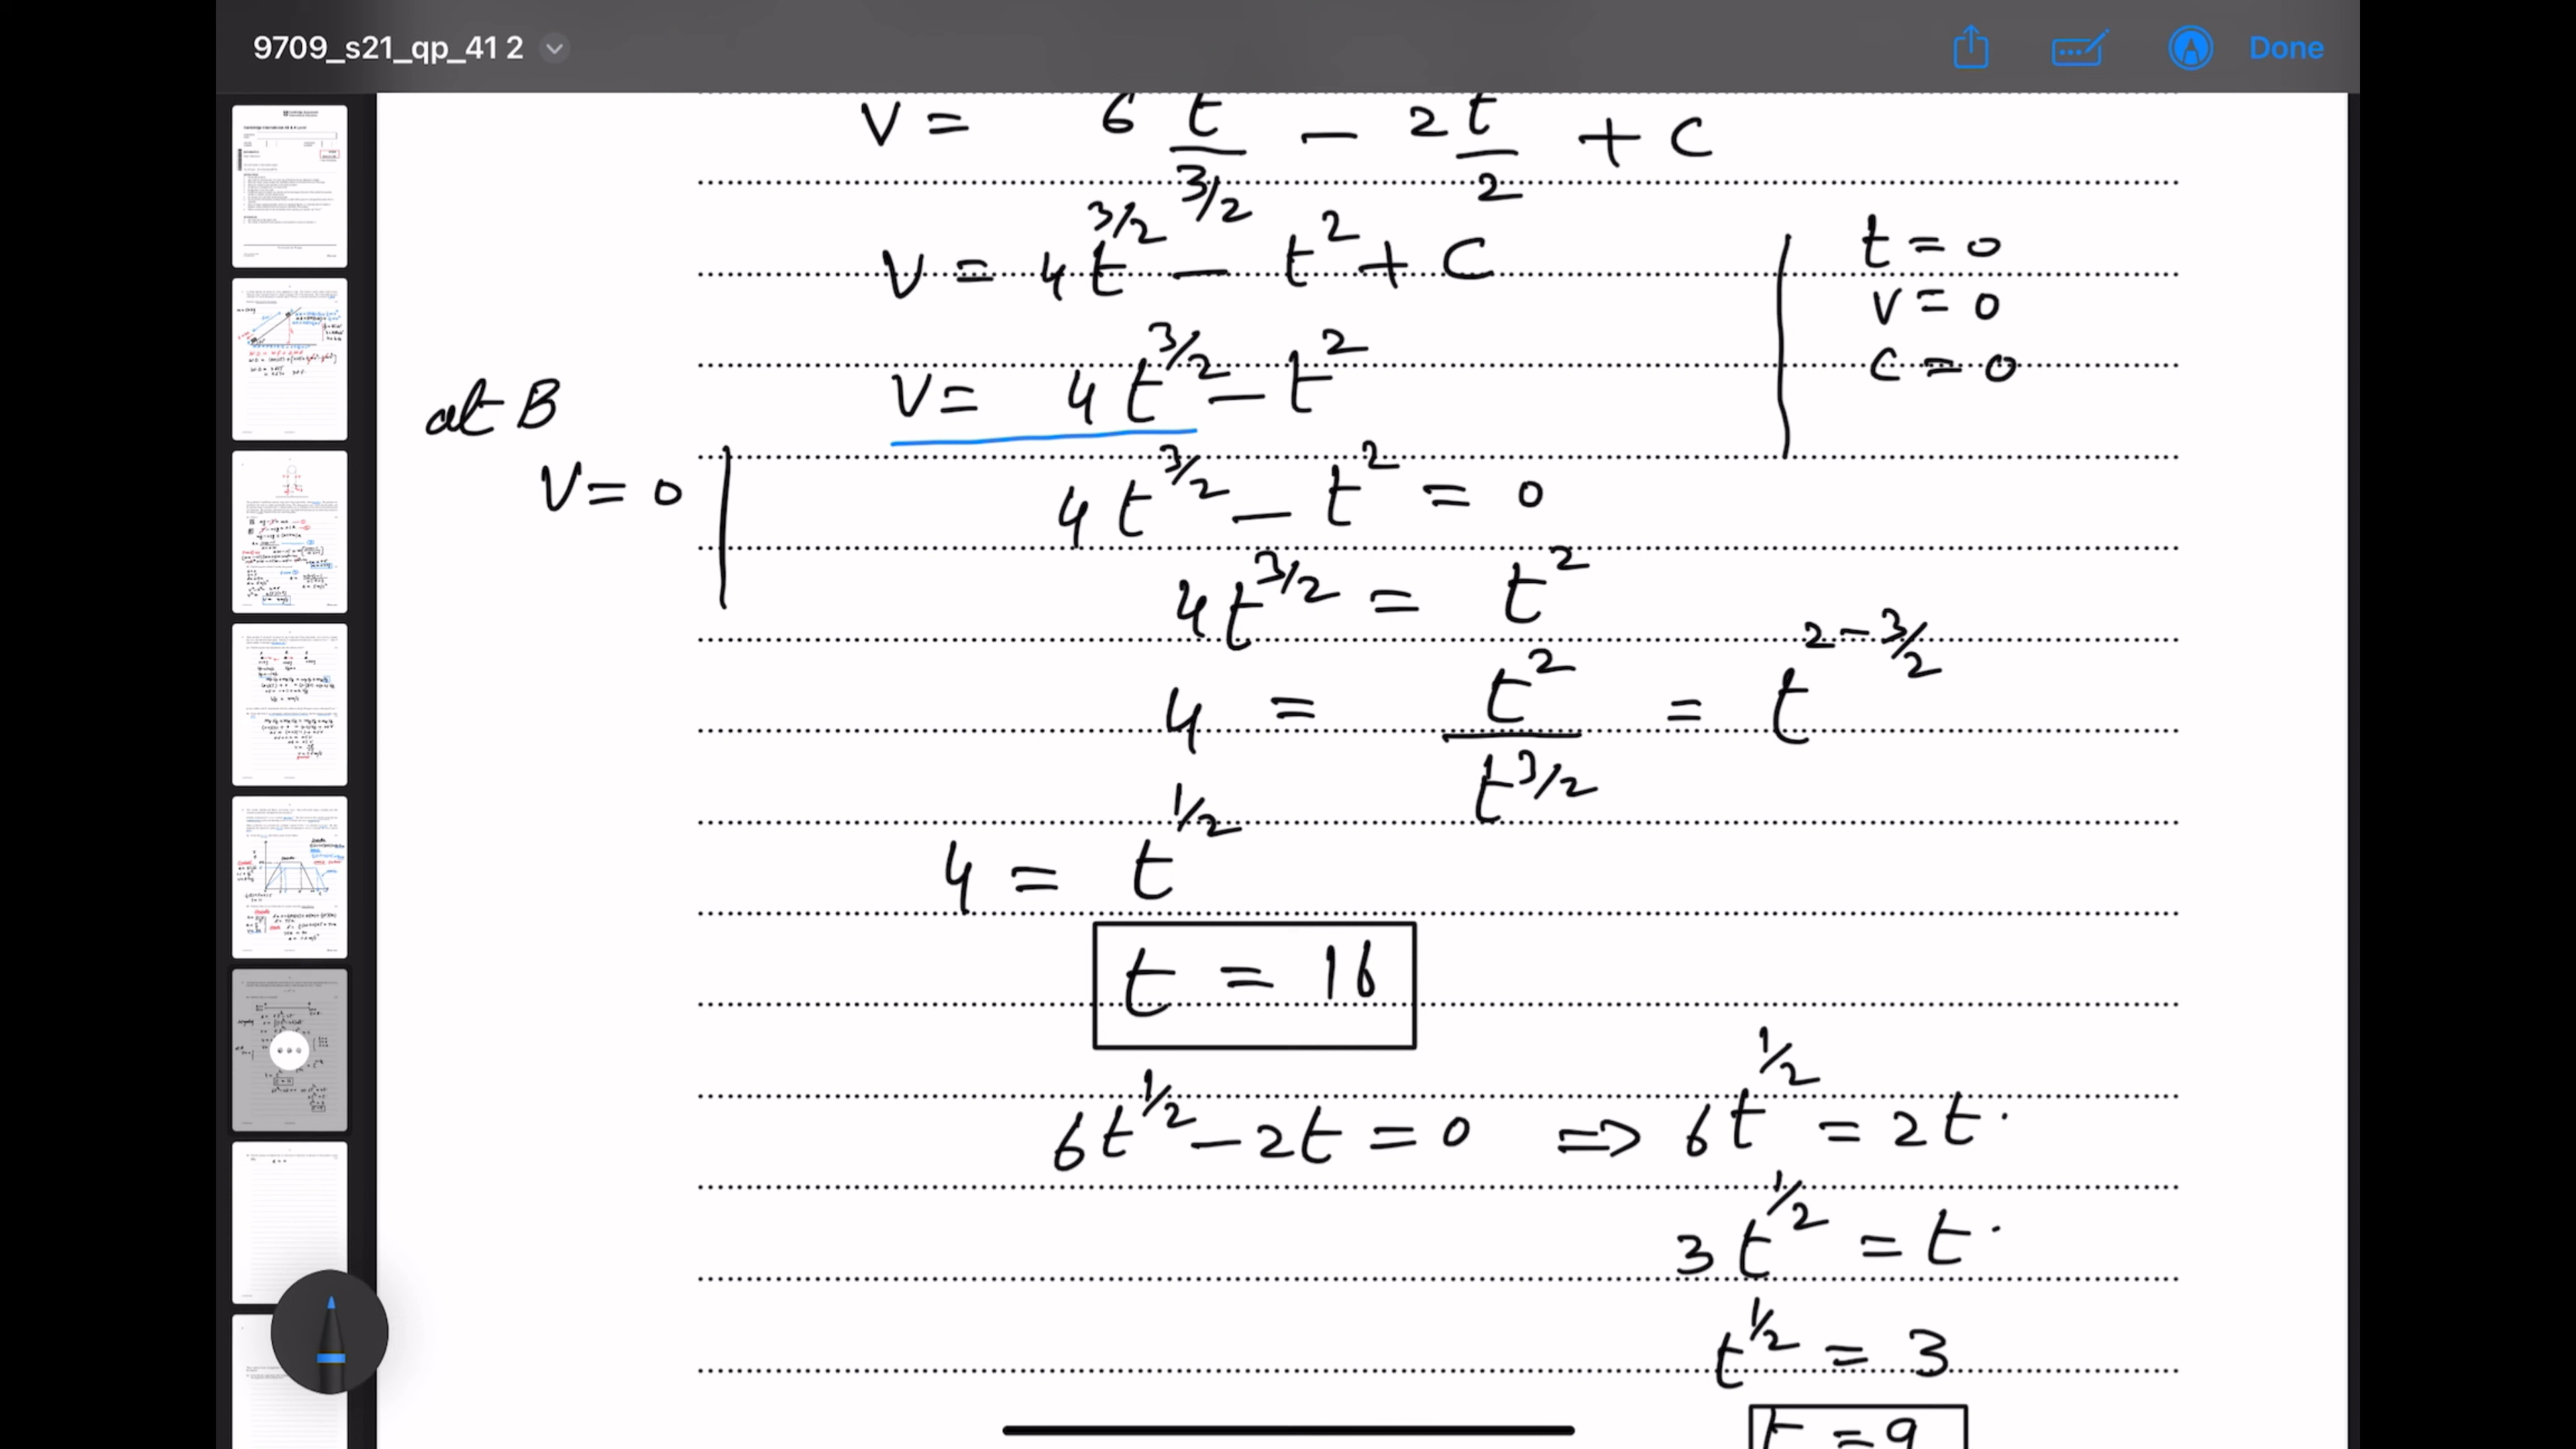 9709_s21_qp_41 2
Done
V = 6 t/(3/2) - 2 t/2 + C
V = 4t^3/2 - t^2 + C
t = 0
V = 0
C = 0
at B
V = 4t^3/2 - t^2
V = 0
4t^3/2 - t^2 = 0
4t^3/2 = t^2
4 = t^2/t^3/2 = t^2-3/2
4 = t^1/2
t = 16
6t^1/2 - 2t = 0 => 6t^1/2 = 2t.
3t^1/2 = t.
t^1/2 = 3
t = 9